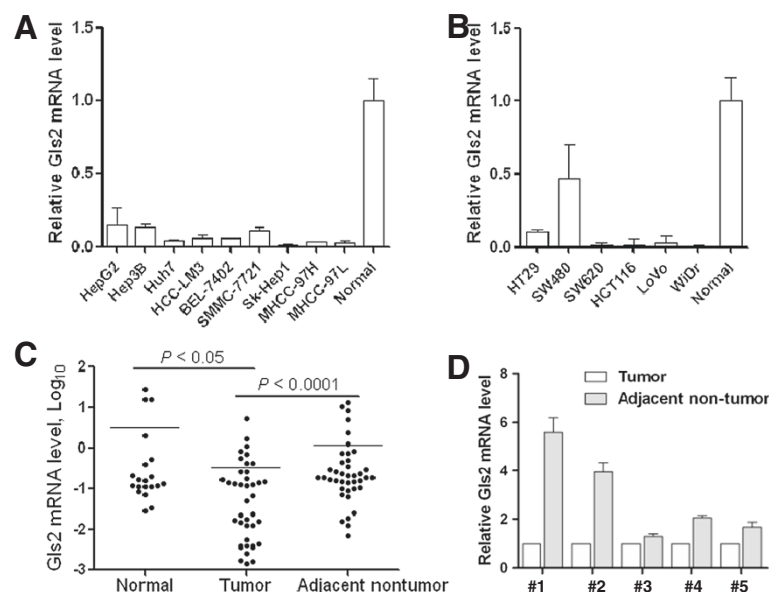 A
Relative Gls2 mRNA level
1.5
1.0
0.5
0.0
HepG2
Hep3B
Huh7
HCC-LM3
BEL-7402
SMMC-7721
Sk-Hep1
MHCC-97H
MHCC-97L
Normal
B
Relative Gls2 mRNA level
1.5
1.0
0.5
0.0
HT29
SW480
SW620
HCT116
LoVo
WiDr
Normal
C
Gls2 mRNA level, Log10
2
1
0
-1
-2
-3
P < 0.05
P < 0.0001
Normal
Tumor
Adjacent nontumor
D
Relative Gls2 mRNA level
8
6
4
2
0
Tumor
Adjacent non-tumor
#1
#2
#3
#4
#5